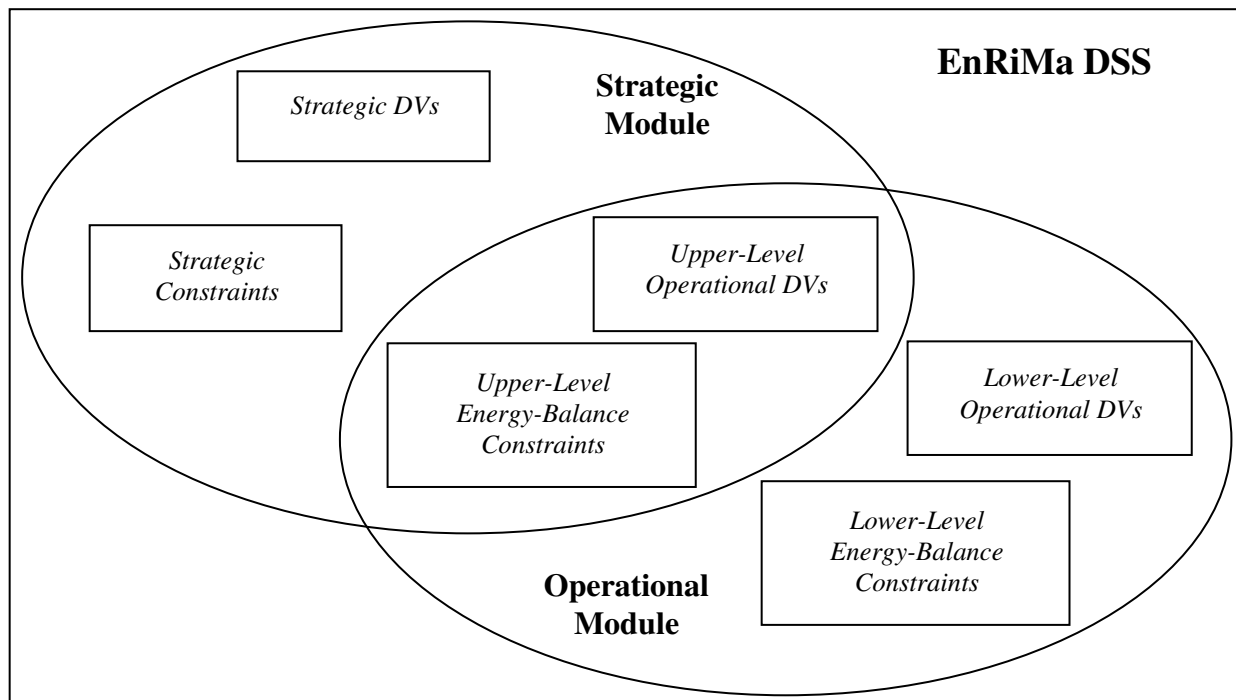 EnRiMa DSS
Strategic
Module
Strategic DVs
Strategic
Constraints
Upper-Level
Operational DVs
Upper-Level
Energy-Balance
Constraints
Lower-Level
Operational DVs
Lower-Level
Energy-Balance
Constraints
Operational
Module